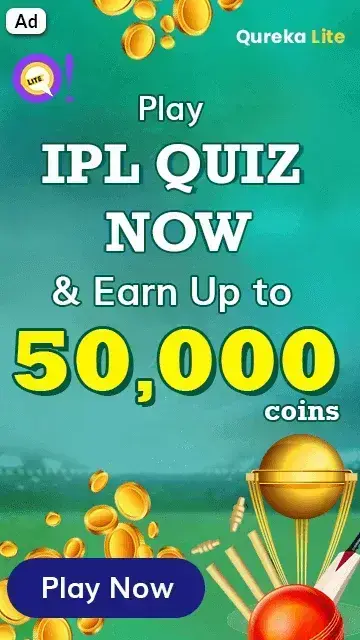 Ad
Qureka Lite
LITE
Play
IPL QUIZ
NOW
& Earn Up to
50,000
coins
Play Now